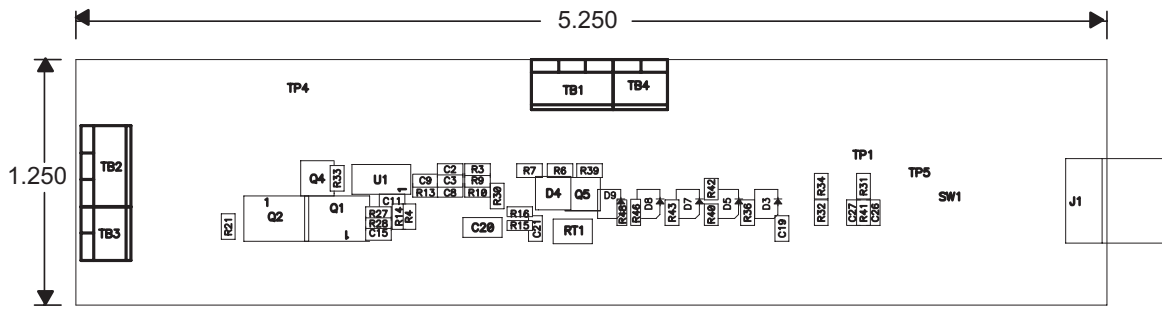 5.250
TP4
TB1
TB4
1.250
TB2
TB3
Q4
R33
U1
1
C2
R3
C9
C3
R9
R13
C8
R10
R30
R7
R6
R39
D4
Q5
D9
R48
R46
D8
R43
D7
R42
R40
D5
R36
D3
C19
R34
R32
TP1
R31
C27
R41
C26
TP5
SW1
J1
R21
1
Q2
Q1
1
C11
R27
R28
C15
R14
R4
C20
R16
R15
C21
RT1